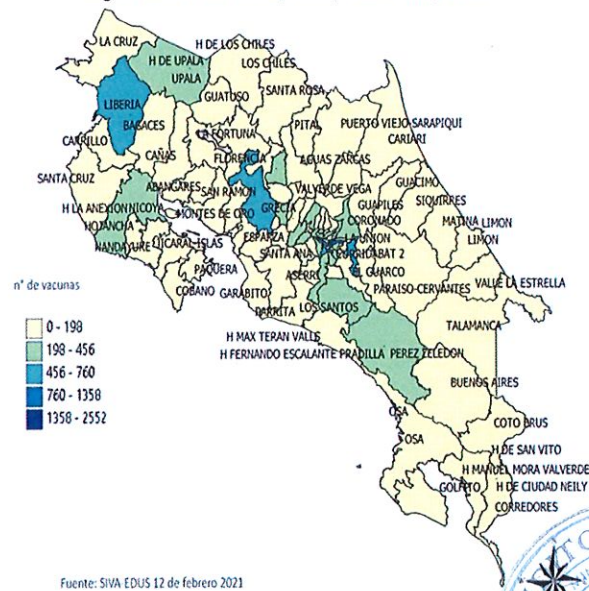 LA CRUZ
H DE LOS CHILES
H DE UPALA
LOS CHILES
UPALA
SANTA ROSA
GUATUSO
LIBERIA
PITAL
PUERTO VIEJO-SARAPIQUI
BAGACES
LA FORTUNA
CARIARI
CARRILLO
CAÑAS
FLORENCIA
AGUAS ZARCAS
SANTA CRUZ
ABANGARES
SAN RAMON
VALVERDE VEGA
GUACIMO
H LA ANEXION
NICOYA
MONTES DE ORO
GRECIA
GUAPILES
SIQUIRRES
CORONADO
MATINA
LIMON
HOJANCHA
ESPARZA
LA UNION
LIMON
NANDAYURE
JICARAL-ISLAS
SANTA ANA
CURRIDABAT 2
PAQUERA
ASERRI
EL GUARCO
COBANO
GARABITO
PARAISO-CERVANTES
VALLE LA ESTRELLA
PARRITA
LOS SANTOS
TALAMANCA
H MAX TERAN VALLS
H FERNANDO ESCALANTE PRADILLA
PEREZ ZELEDON
BUENOS AIRES
OSA
COTO BRUS
OSA
H DE SAN VITO
H MANUEL MORA VALVERDE
GOLFITO
H DE CIUDAD NEILY
CORREDORES
n° de vacunas
0 - 198
198 - 456
456 - 760
760 - 1358
1358 - 2552
Fuente: SIVA EDUS 12 de febrero 2021